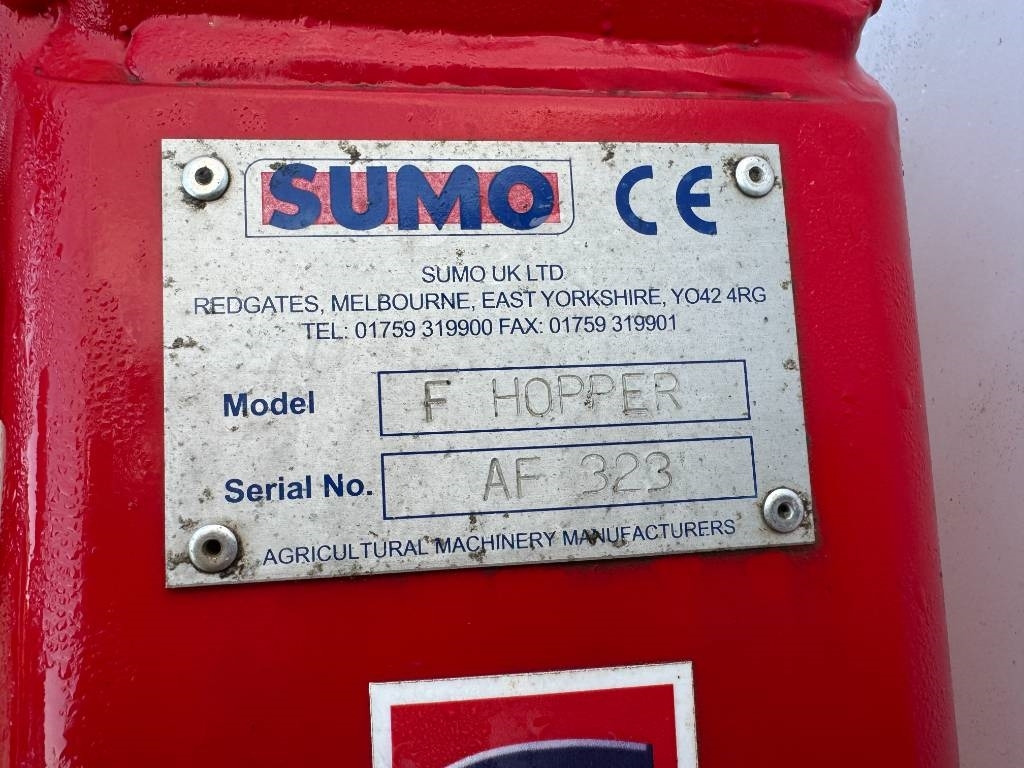 SUMO CE
SUMO UK LTD
REDGATES, MELBOURNE, EAST YORKSHIRE, YO42 4RG
TEL: 01759 319900 FAX: 01759 319901
Model F HOPPER
Serial No. AF 323
AGRICULTURAL MACHINERY MANUFACTURERS